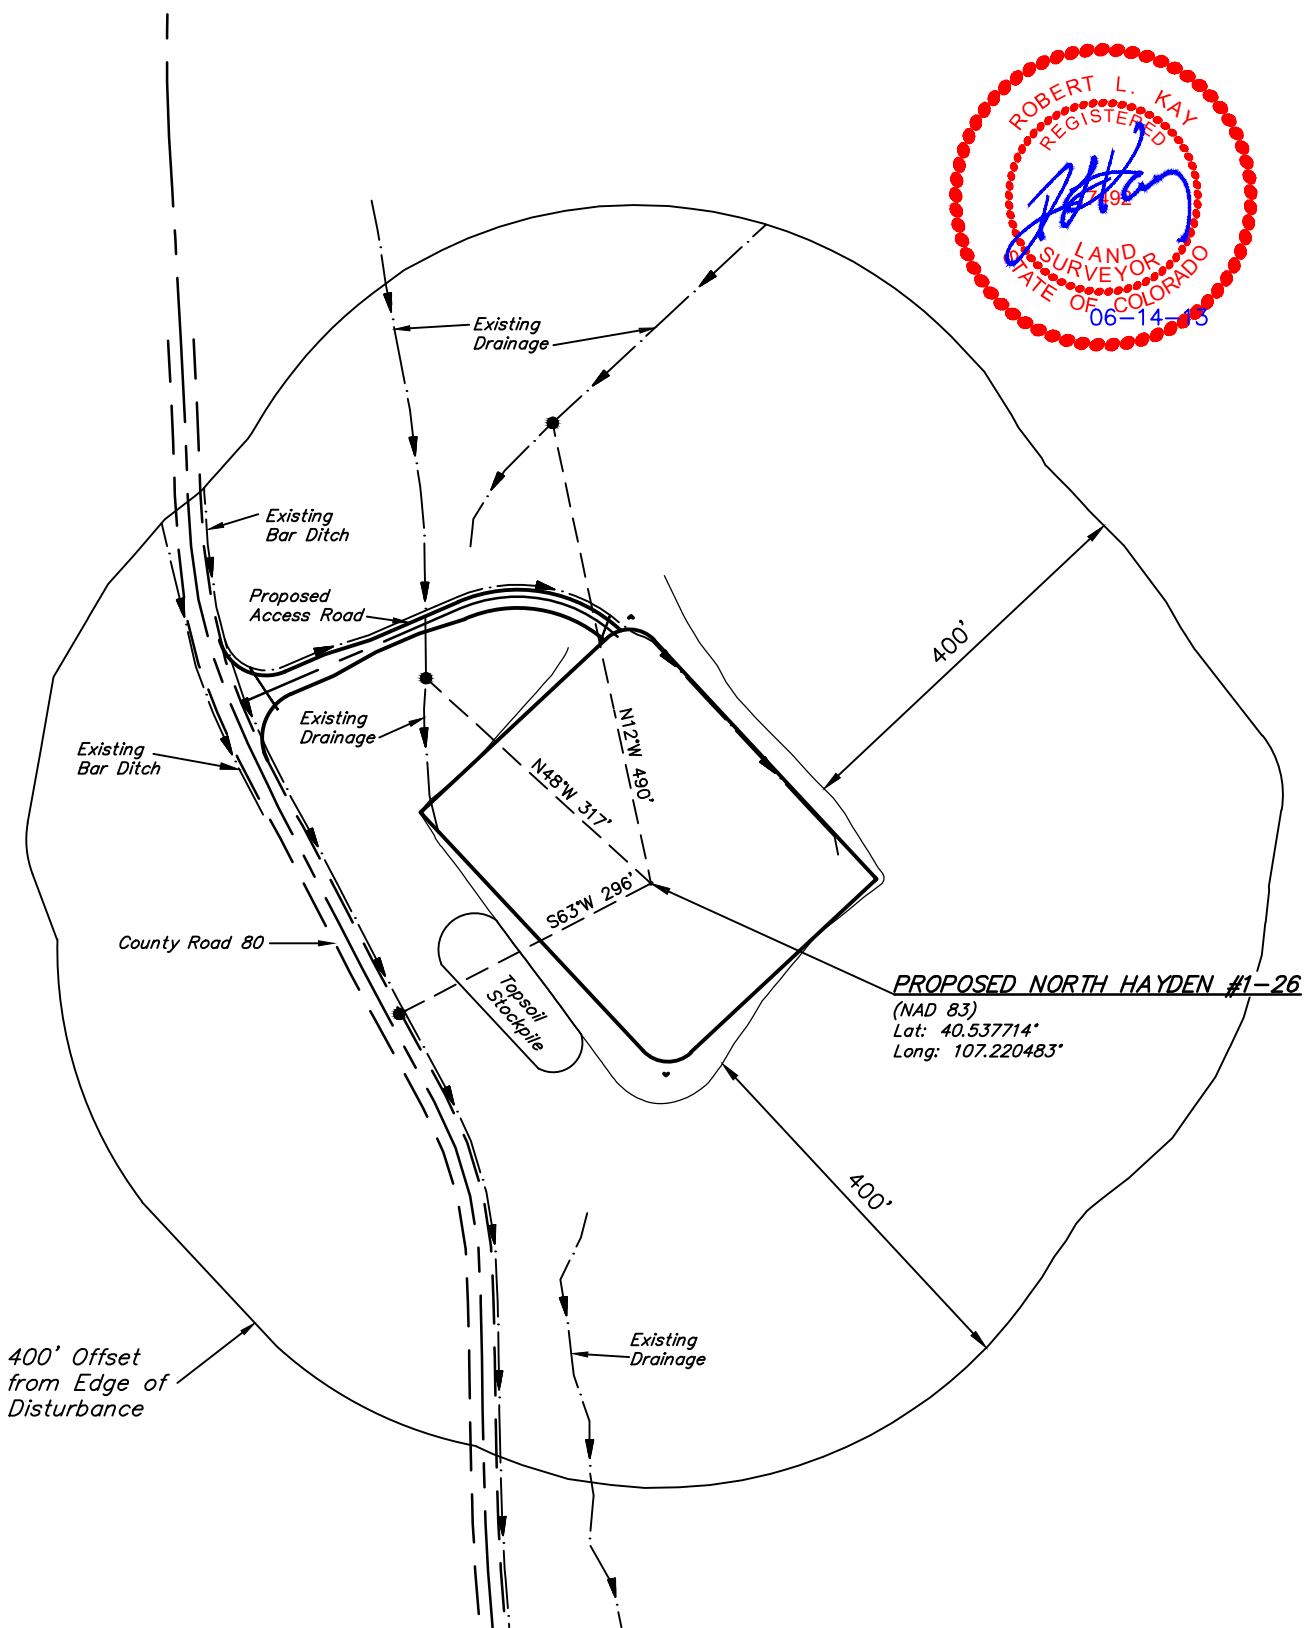 ROBERT L. KAY
REGISTERED
LAND
SURVEYOR
STATE OF COLORADO
06-14-13
Existing
Drainage
Existing
Bar Ditch
Proposed
Access Road
400'
Existing
Drainage
N12°W 490'
Existing
Bar Ditch
N48°W 317'
S63°W 296'
County Road 80
Topsoil
Stockpile
PROPOSED NORTH HAYDEN #1-26
(NAD 83)
Lat: 40.537714°
Long: 107.220483°
400'
Existing
Drainage
400' Offset
from Edge of
Disturbance